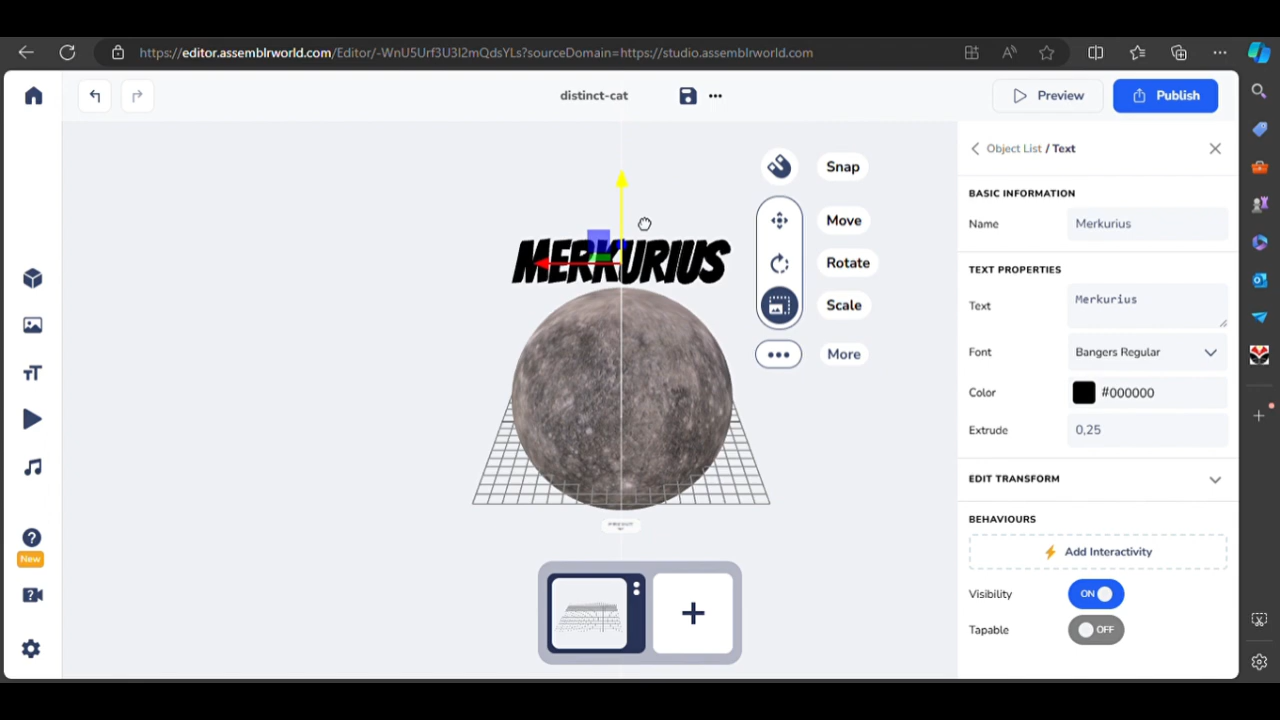 https://editor.assemblrworld.com/Editor/-WnU5Urf3U3I2mQdsYLs?sourceDomain=https://studio.assemblrworld.com
distinct-cat
Preview
Publish
Object List / Text
BASIC INFORMATION
Name
Merkurius
TEXT PROPERTIES
Text
Merkurius
Font
Bangers Regular
Color
#000000
Extrude
0,25
EDIT TRANSFORM
BEHAVIOURS
Add Interactivity
Visibility
ON
Tapable
OFF
Snap
Move
Rotate
Scale
More
MERKURIUS
New